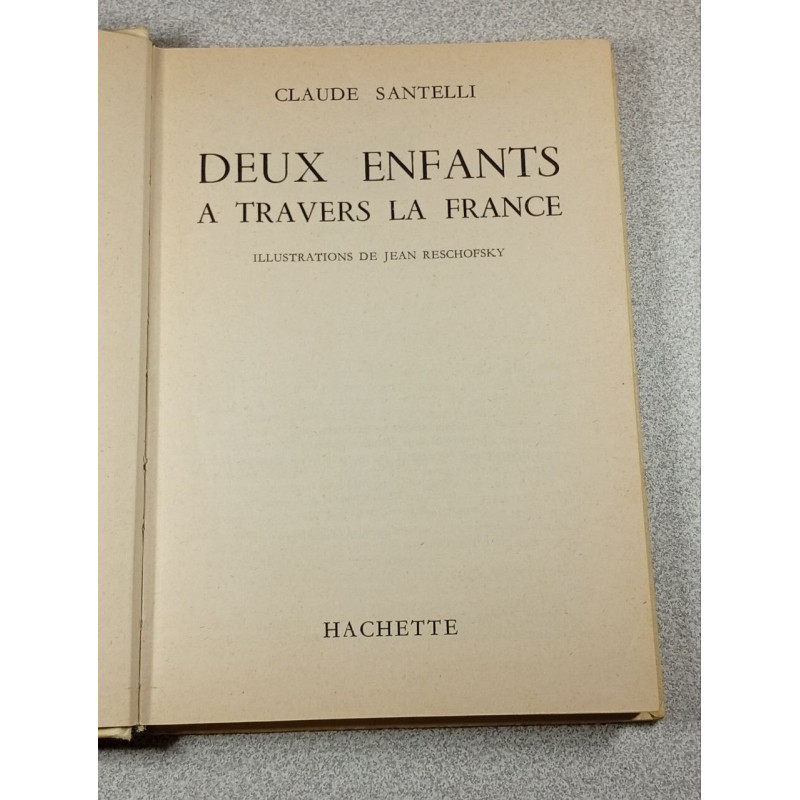 CLAUDE SANTELLI
DEUX ENFANTS
A TRAVERS LA FRANCE
ILLUSTRATIONS DE JEAN RESCHOFSKY
HACHETTE